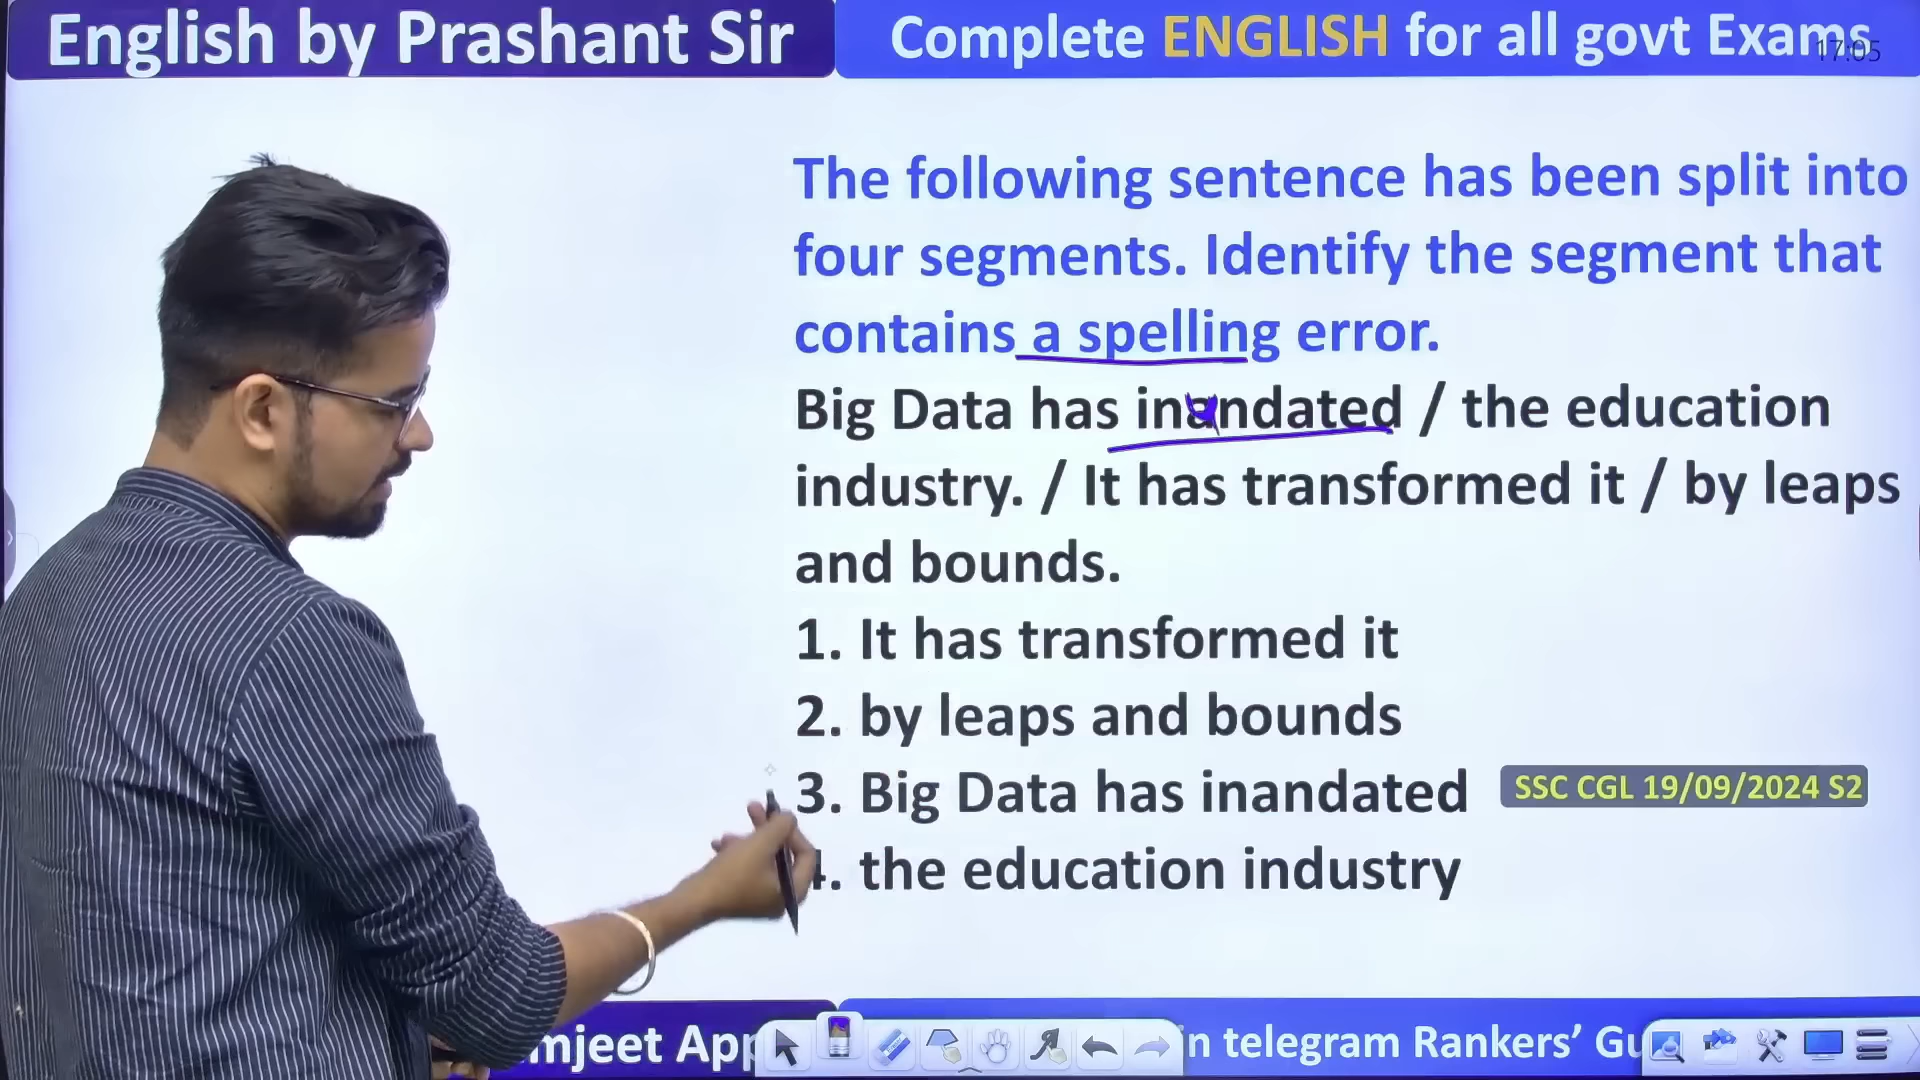 English by Prashant Sir
Complete ENGLISH for all govt Exams
17:05
The following sentence has been split into
four segments. Identify the segment that
contains a spelling error.
Big Data has inandated / the education
industry. / It has transformed it / by leaps
and bounds.
1. It has transformed it
2. by leaps and bounds
3. Big Data has inandated
SSC CGL 19/09/2024 S2
4. the education industry
telegram Rankers’